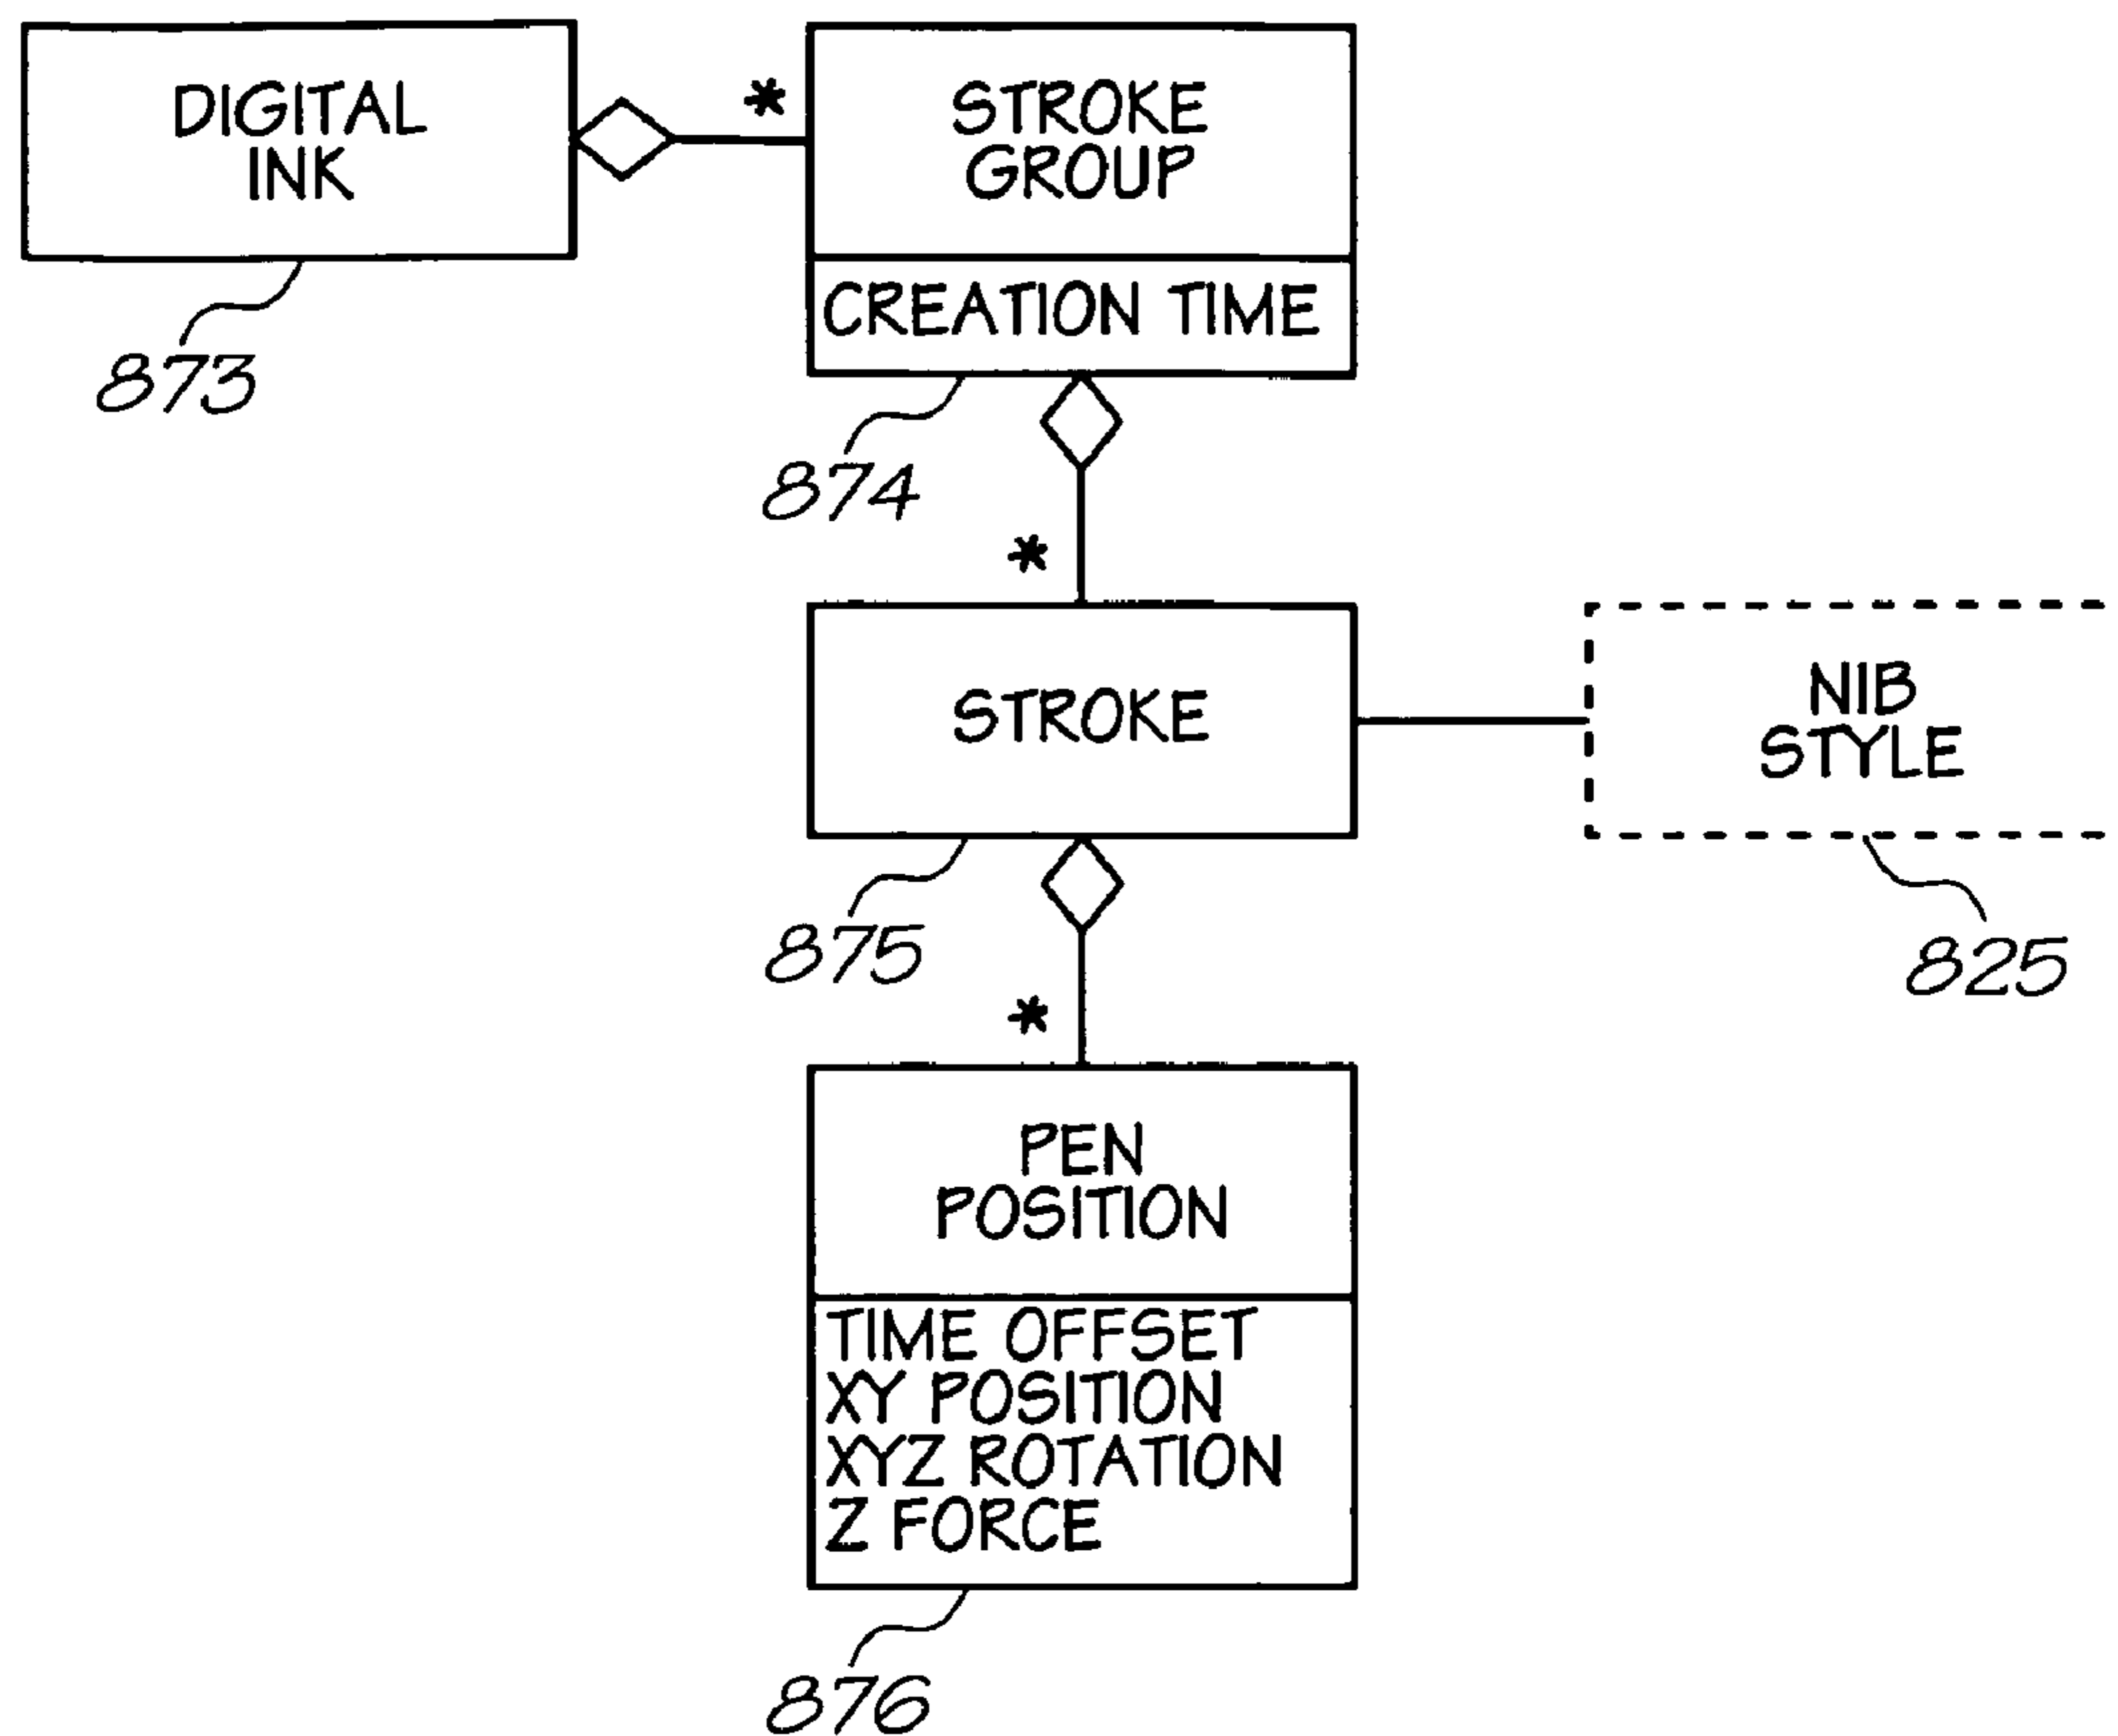 DIGITAL
INK
*
STROKE
GROUP
CREATION TIME
873
874
*
STROKE
NIB
STYLE
875
825
*
PEN
POSITION
TIME OFFSET
XY POSITION
XYZ ROTATION
Z FORCE
876